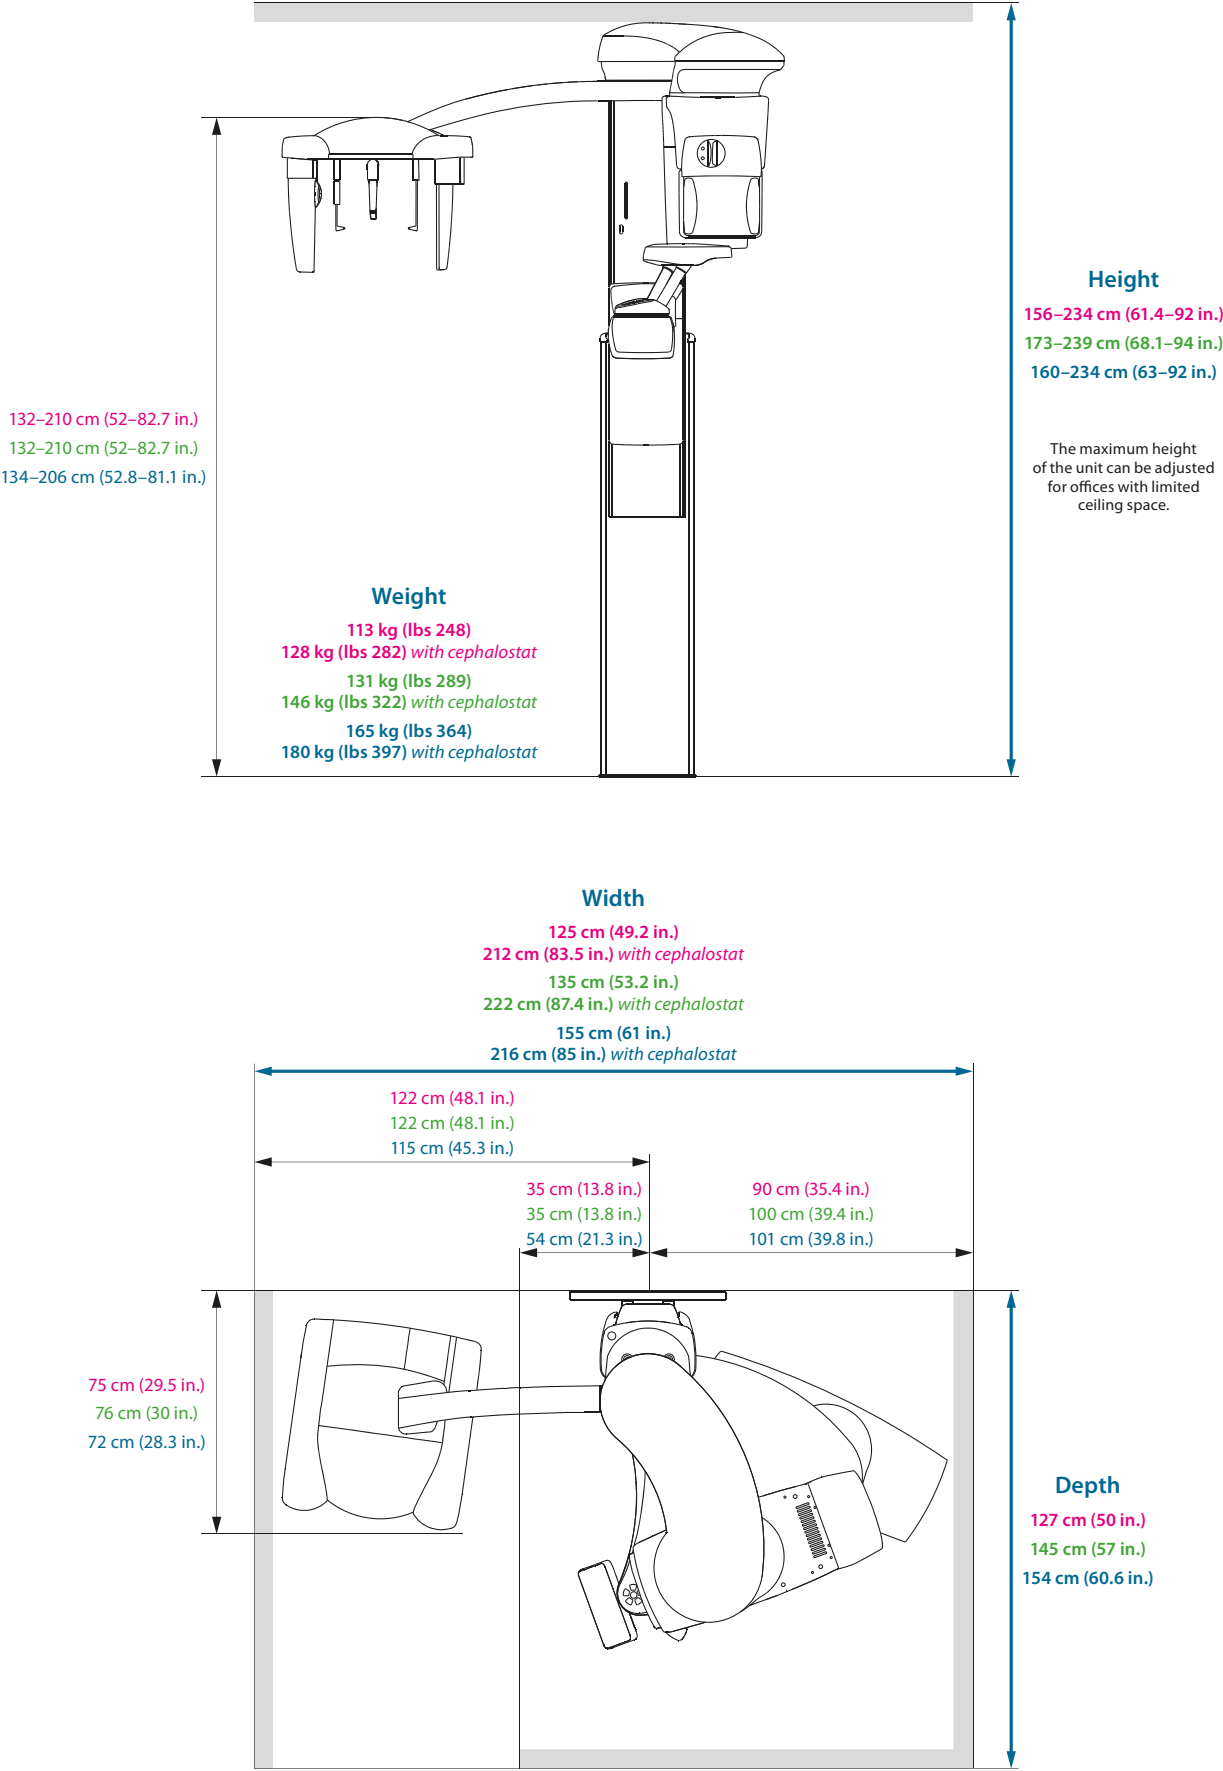 Height
156–234 cm (61.4–92 in.)
173–239 cm (68.1–94 in.)
160–234 cm (63–92 in.)
The maximum height
of the unit can be adjusted
for offices with limited
ceiling space.
132–210 cm (52–82.7 in.)
132–210 cm (52–82.7 in.)
134–206 cm (52.8–81.1 in.)
Weight
113 kg (lbs 248)
128 kg (lbs 282) with cephalostat
131 kg (lbs 289)
146 kg (lbs 322) with cephalostat
165 kg (lbs 364)
180 kg (lbs 397) with cephalostat
Width
125 cm (49.2 in.)
212 cm (83.5 in.) with cephalostat
135 cm (53.2 in.)
222 cm (87.4 in.) with cephalostat
155 cm (61 in.)
216 cm (85 in.) with cephalostat
122 cm (48.1 in.)
122 cm (48.1 in.)
115 cm (45.3 in.)
35 cm (13.8 in.)
35 cm (13.8 in.)
54 cm (21.3 in.)
90 cm (35.4 in.)
100 cm (39.4 in.)
101 cm (39.8 in.)
75 cm (29.5 in.)
76 cm (30 in.)
72 cm (28.3 in.)
Depth
127 cm (50 in.)
145 cm (57 in.)
154 cm (60.6 in.)